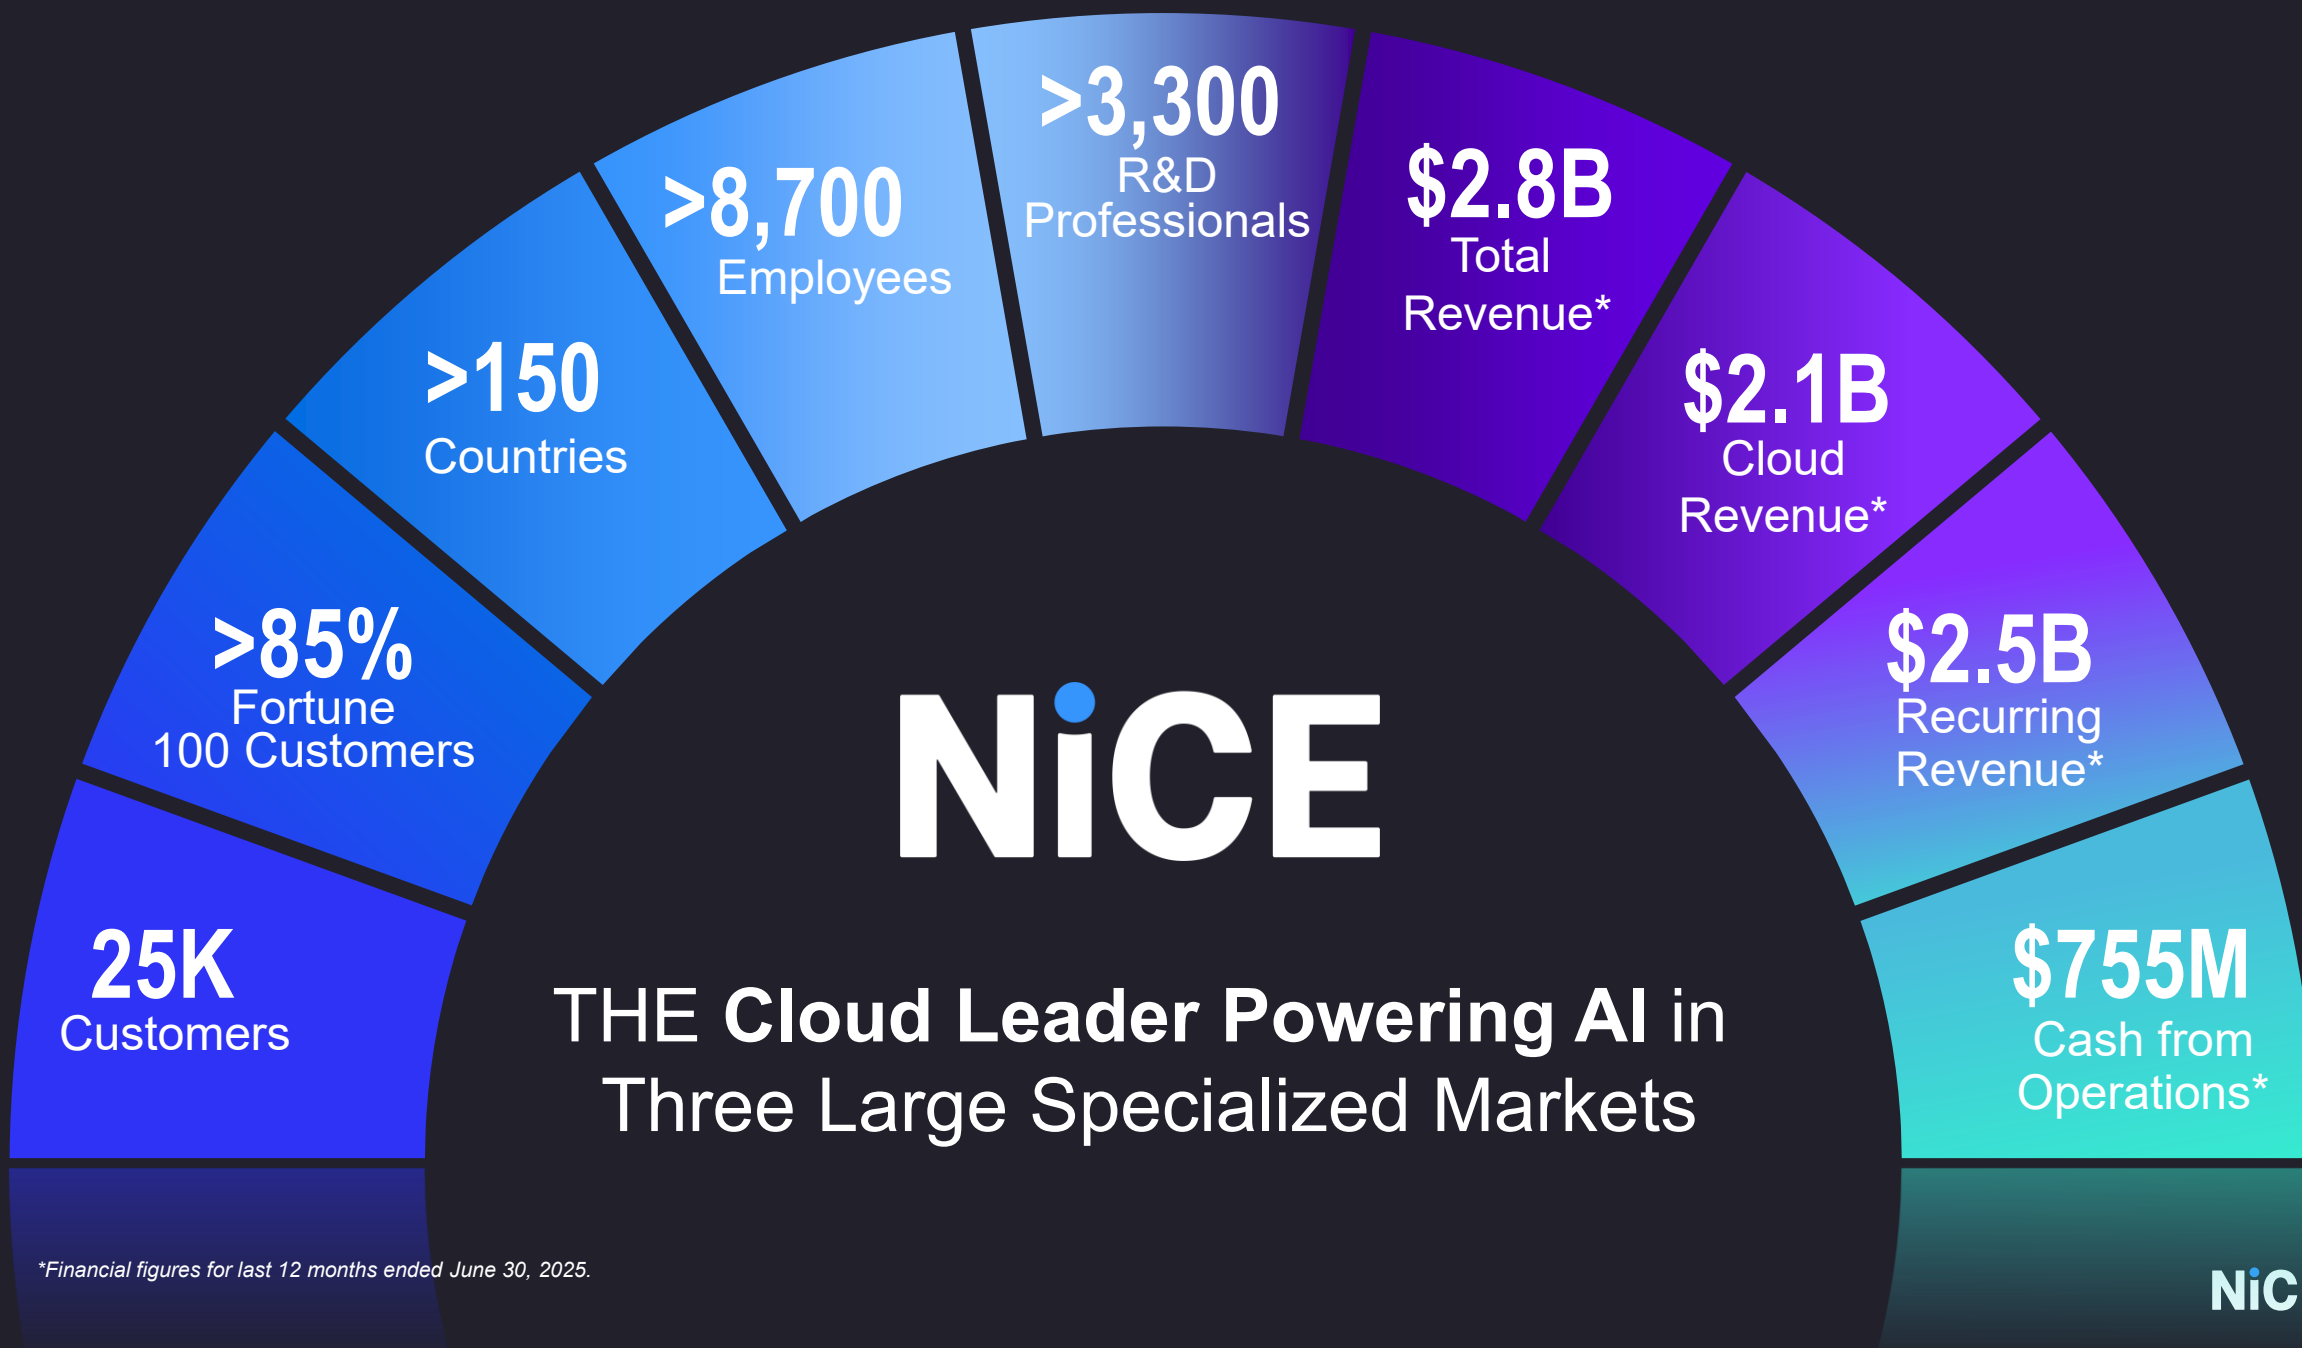 25K
Customers
>85%
Fortune
100 Customers
>150
Countries
>8,700
Employees
>3,300
R&D
Professionals
$2.8B
Total
Revenue*
$2.1B
Cloud
Revenue*
$2.5B
Recurring
Revenue*
$755M
Cash from
Operations*
NiCE
THE Cloud Leader Powering AI in
Three Large Specialized Markets
*Financial figures for last 12 months ended June 30, 2025.
NiC